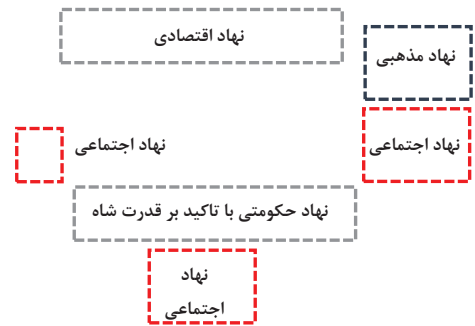 نهاد اقتصادی
نهاد مذهبی
نهاد اجتماعی
نهاد اجتماعی
نهاد حکومتی با تاکید بر قدرت شاه
نهاد
اجتماعی